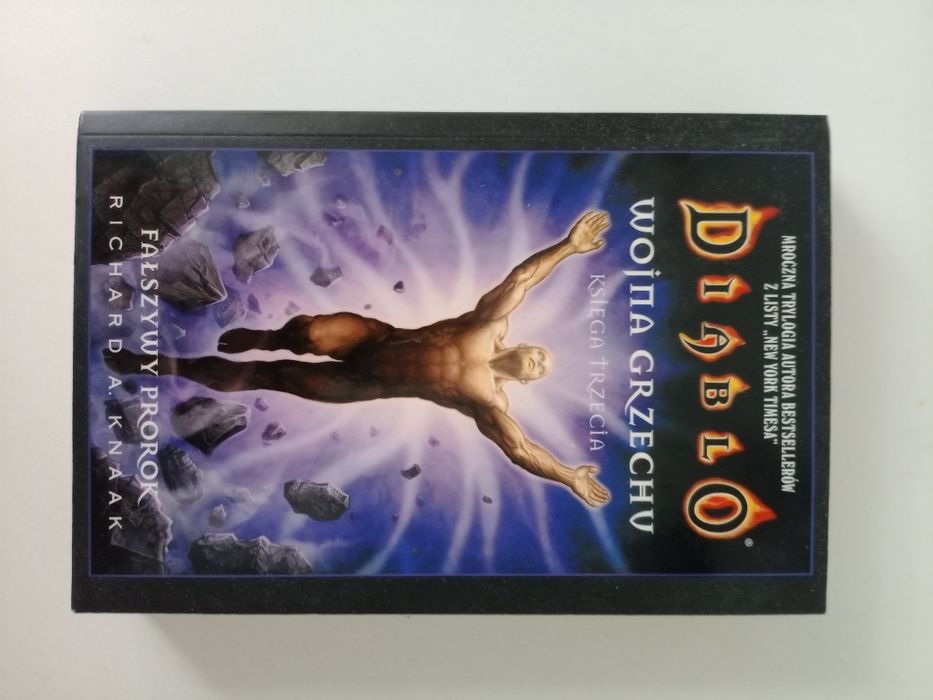 MROCZNA TRYLOGIA AUTORA BESTSELLERÓW
Z LISTY „NEW YORK TIMESA"
DIABLO®
WOJNA GRZECHU
KSIĘGA TRZECIA
FAŁSZYWY PROROK
RICHARD A. KNAAK